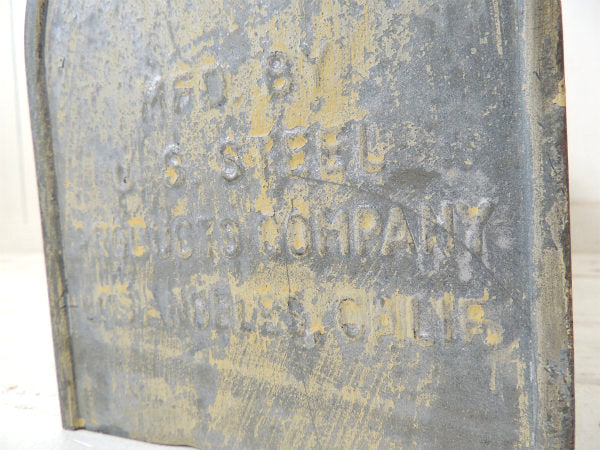 MFD BY
U.S STEEL
PRODUCTS COMPANY
LOS ANGELES, CALIF.